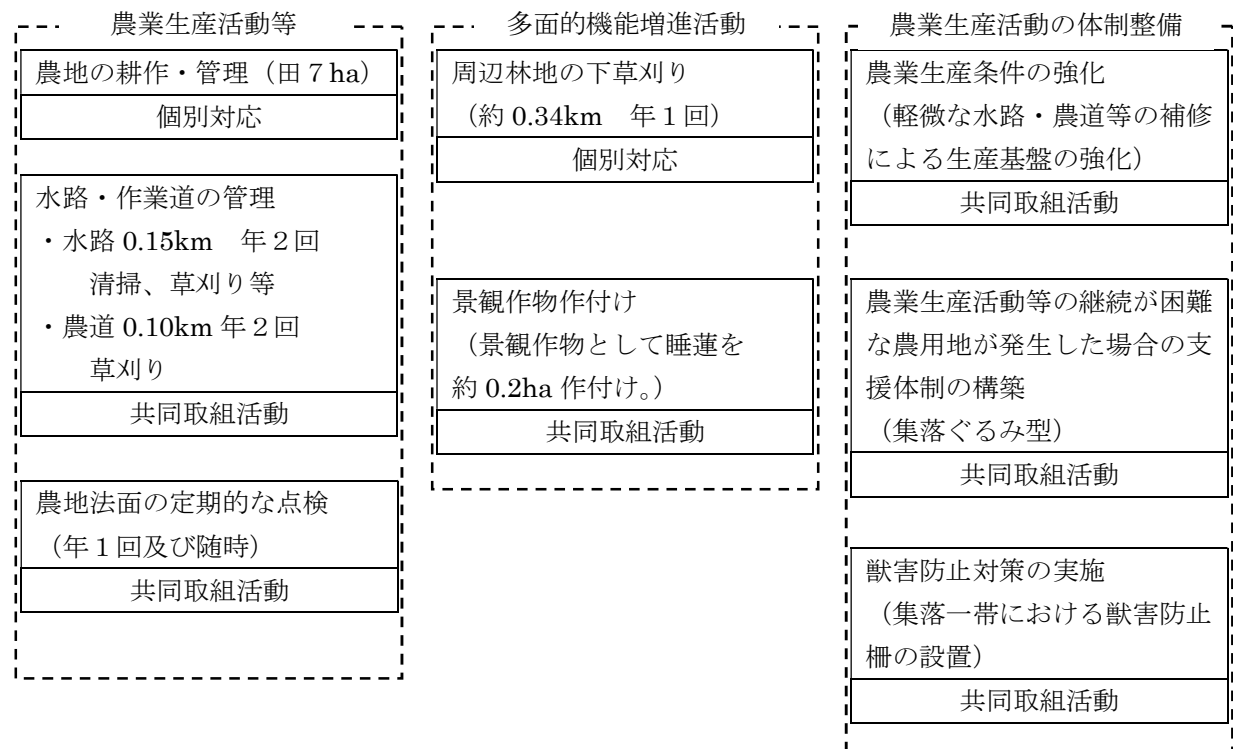 農業生産活動等
農地の耕作・管理（田７ha）
個別対応
水路・作業道の管理
・水路 0.15km　年２回
清掃、草刈り等
・農道 0.10km 年２回
草刈り
共同取組活動
農地法面の定期的な点検
（年１回及び随時）
共同取組活動
多面的機能増進活動
周辺林地の下草刈り
（約 0.34km　年１回）
個別対応
景観作物作付け
（景観作物として睡蓮を
約 0.2ha 作付け。）
共同取組活動
農業生産活動の体制整備
農業生産条件の強化
（軽微な水路・農道等の補修
による生産基盤の強化）
共同取組活動
農業生産活動等の継続が困難
な農用地が発生した場合の支
援体制の構築
（集落ぐるみ型）
共同取組活動
獣害防止対策の実施
（集落一帯における獣害防止
柵の設置）
共同取組活動